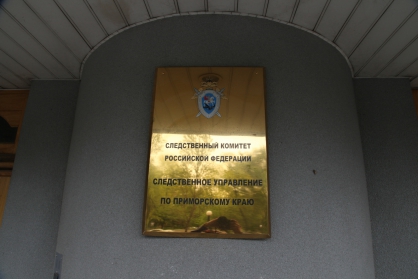 СЛЕДСТВЕННЫЙ КОМИТЕТ
РОССИЙСКОЙ ФЕДЕРАЦИИ
СЛЕДСТВЕННОЕ УПРАВЛЕНИЕ
ПО ПРИМОРСКОМУ КРАЮ